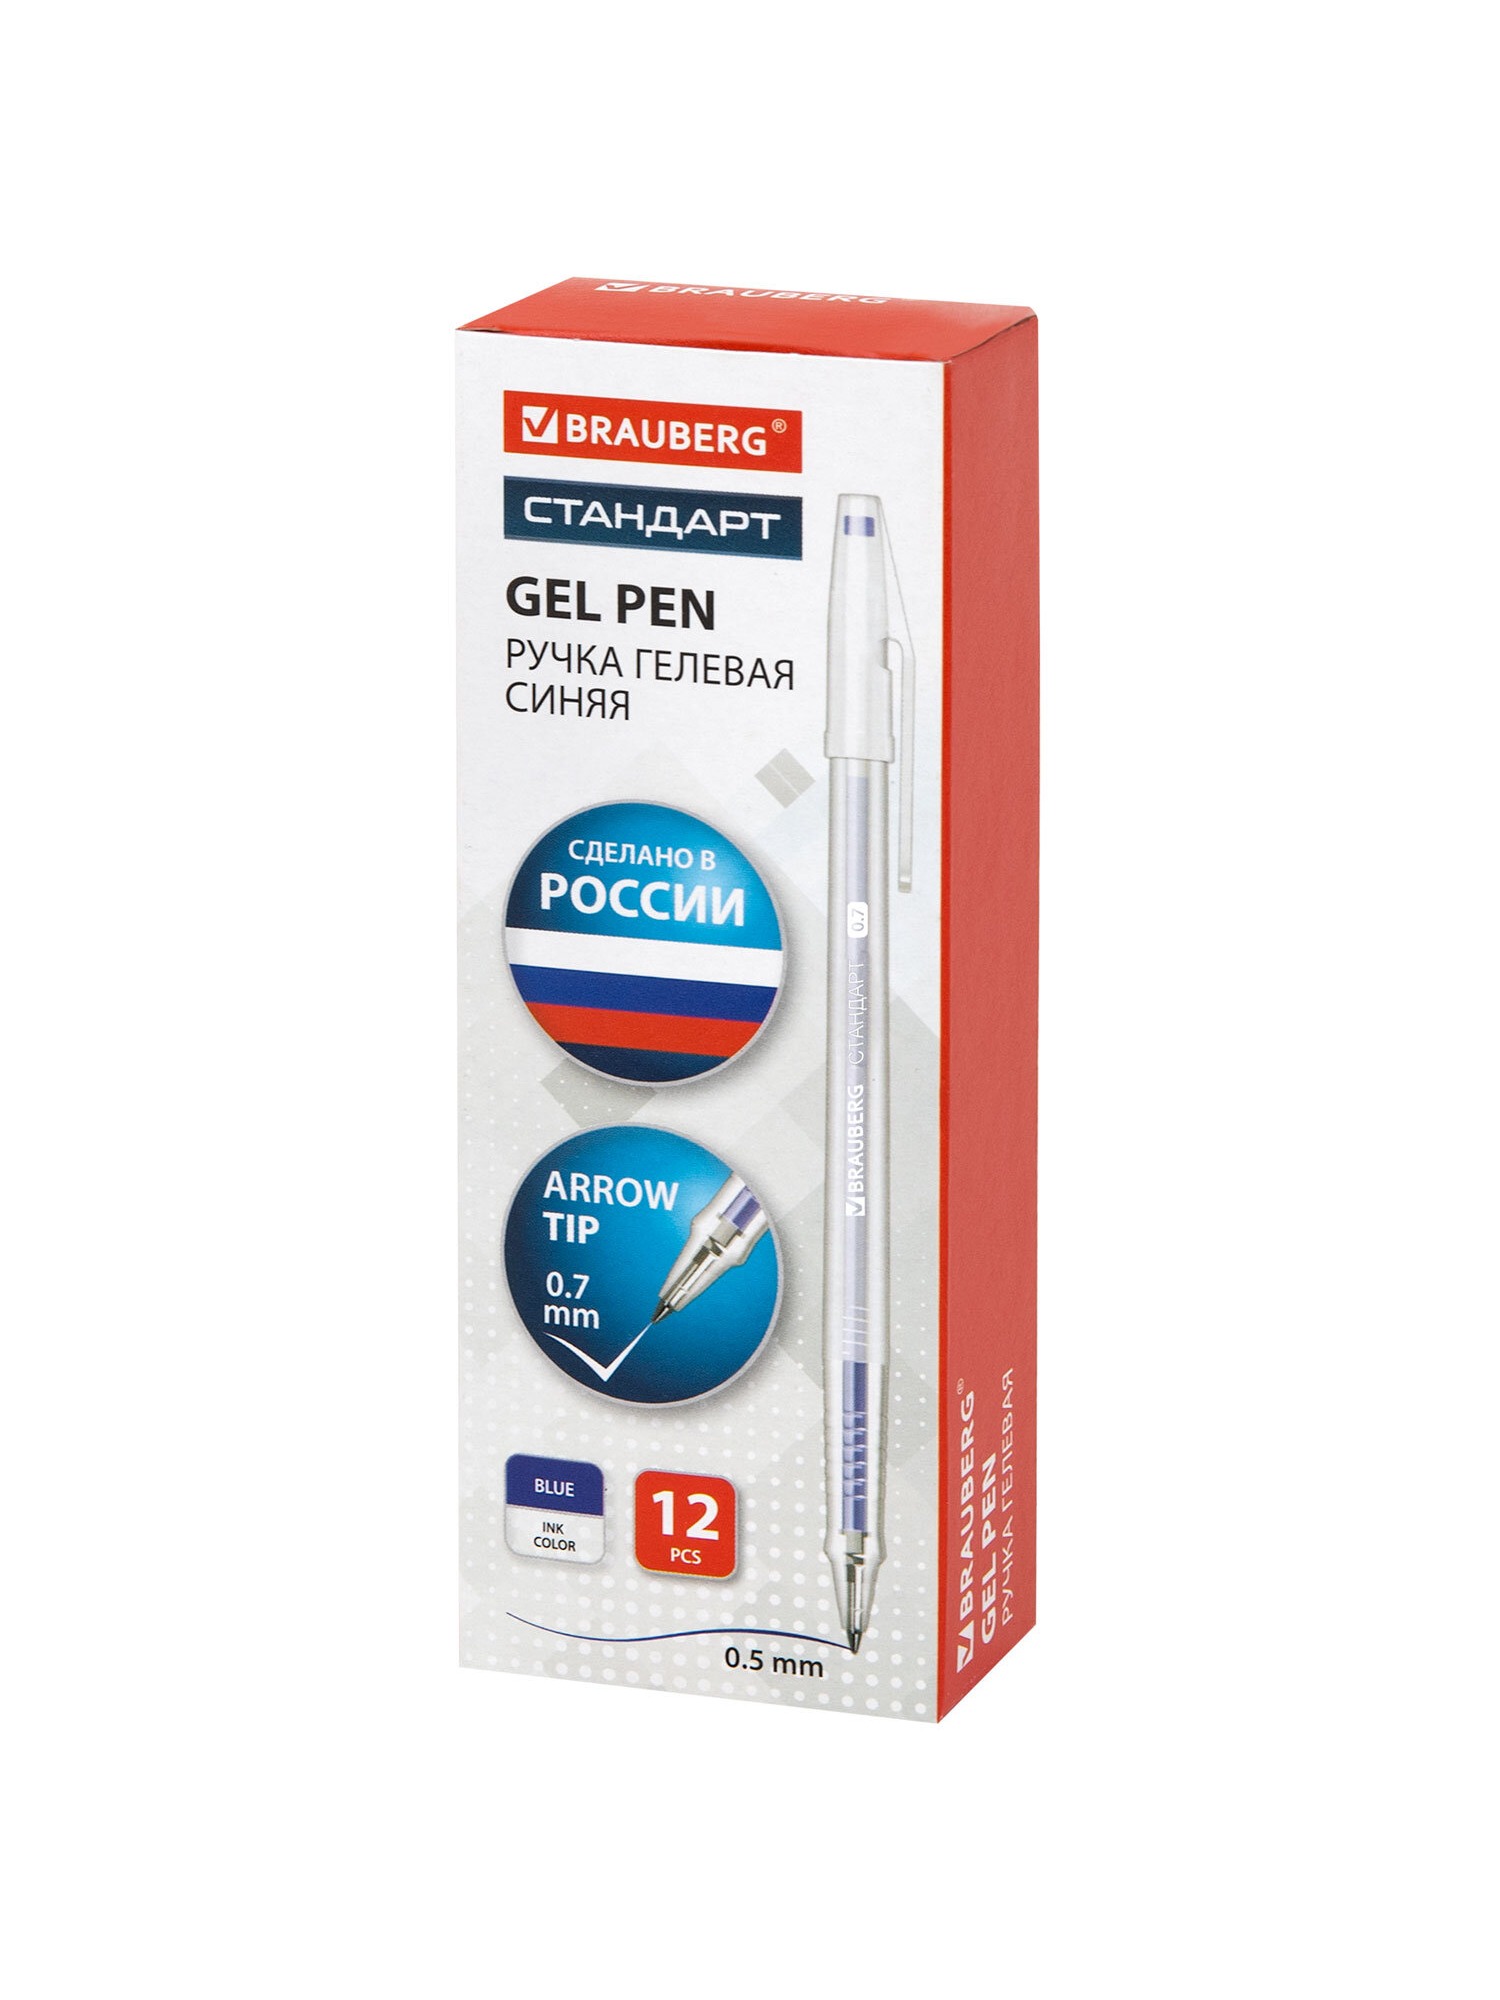 BRAUBERG
BRAUBERG®
СТАНДАРТ
GEL PEN
РУЧКА ГЕЛЕВАЯ
СИНЯЯ
СДЕЛАНО В
РОССИИ
ARROW
TIP
0.7
mm
BLUE
INK
COLOR
12
PCS
0.5 mm
BRAUBERG СТАНДАРТ 0.7
BRAUBERG®
GEL PEN
РУЧКА ГЕЛЕВАЯ